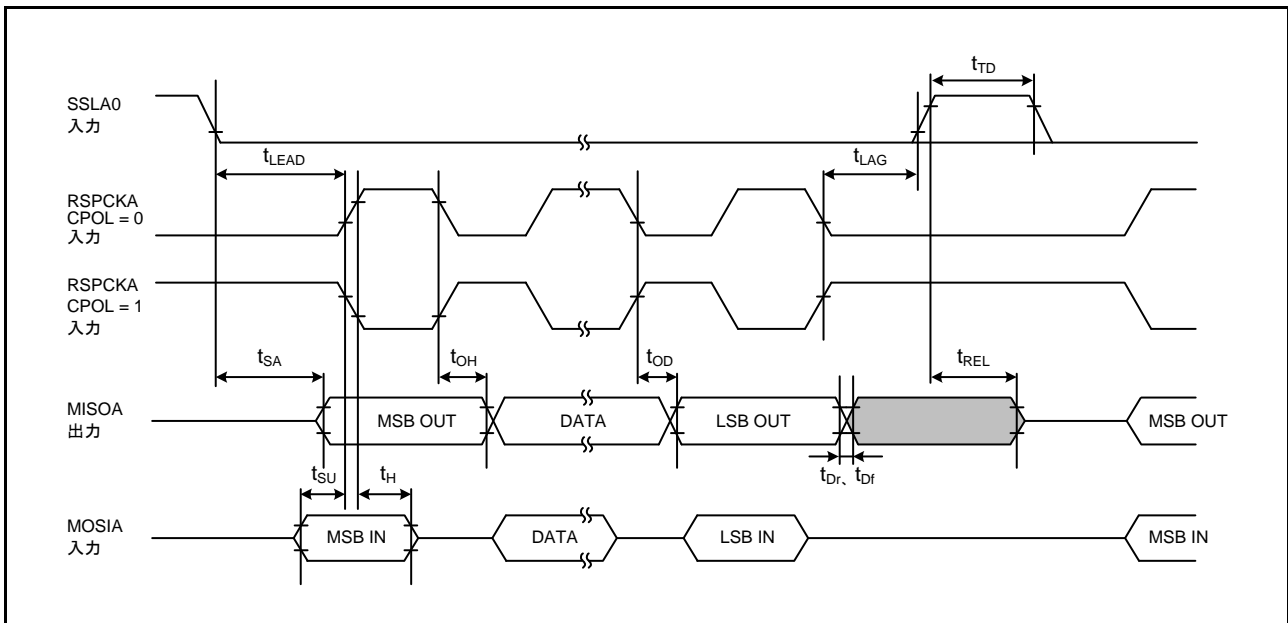 tTD
SSLA0
入力
tLEAD
tLAG
RSPCKA
CPOL = 0
入力
RSPCKA
CPOL = 1
入力
tSA
tOH
tOD
tREL
MISOA
出力
MSB OUT
DATA
LSB OUT
MSB OUT
tSU
tH
tDr、tDf
MOSIA
入力
MSB IN
DATA
LSB IN
MSB IN